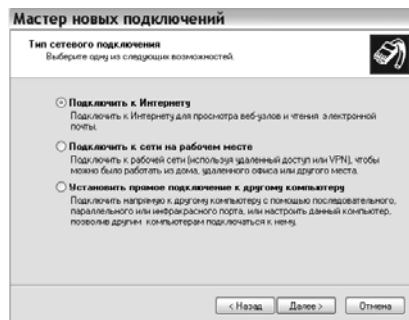 Мастер новых подключений
Тип сетевого подключения
Выберите одну из следующих возможностей.
Подключить к Интернету
Подключить к Интернету для просмотра веб-узлов и чтения электронной
почты.
Подключить к сети на рабочем месте
Подключить к рабочей сети (используя удаленный доступ или VPN), чтобы
можно было работать из дома, удаленного офиса или другого места.
Установить прямое подключение к другому компьютеру
Подключить напрямую к другому компьютеру с помощью последовательного,
параллельного или инфракрасного порта, или настроить данный компьютер,
позволив другим компьютерам подключаться к нему.
< Назад Далее > Отмена